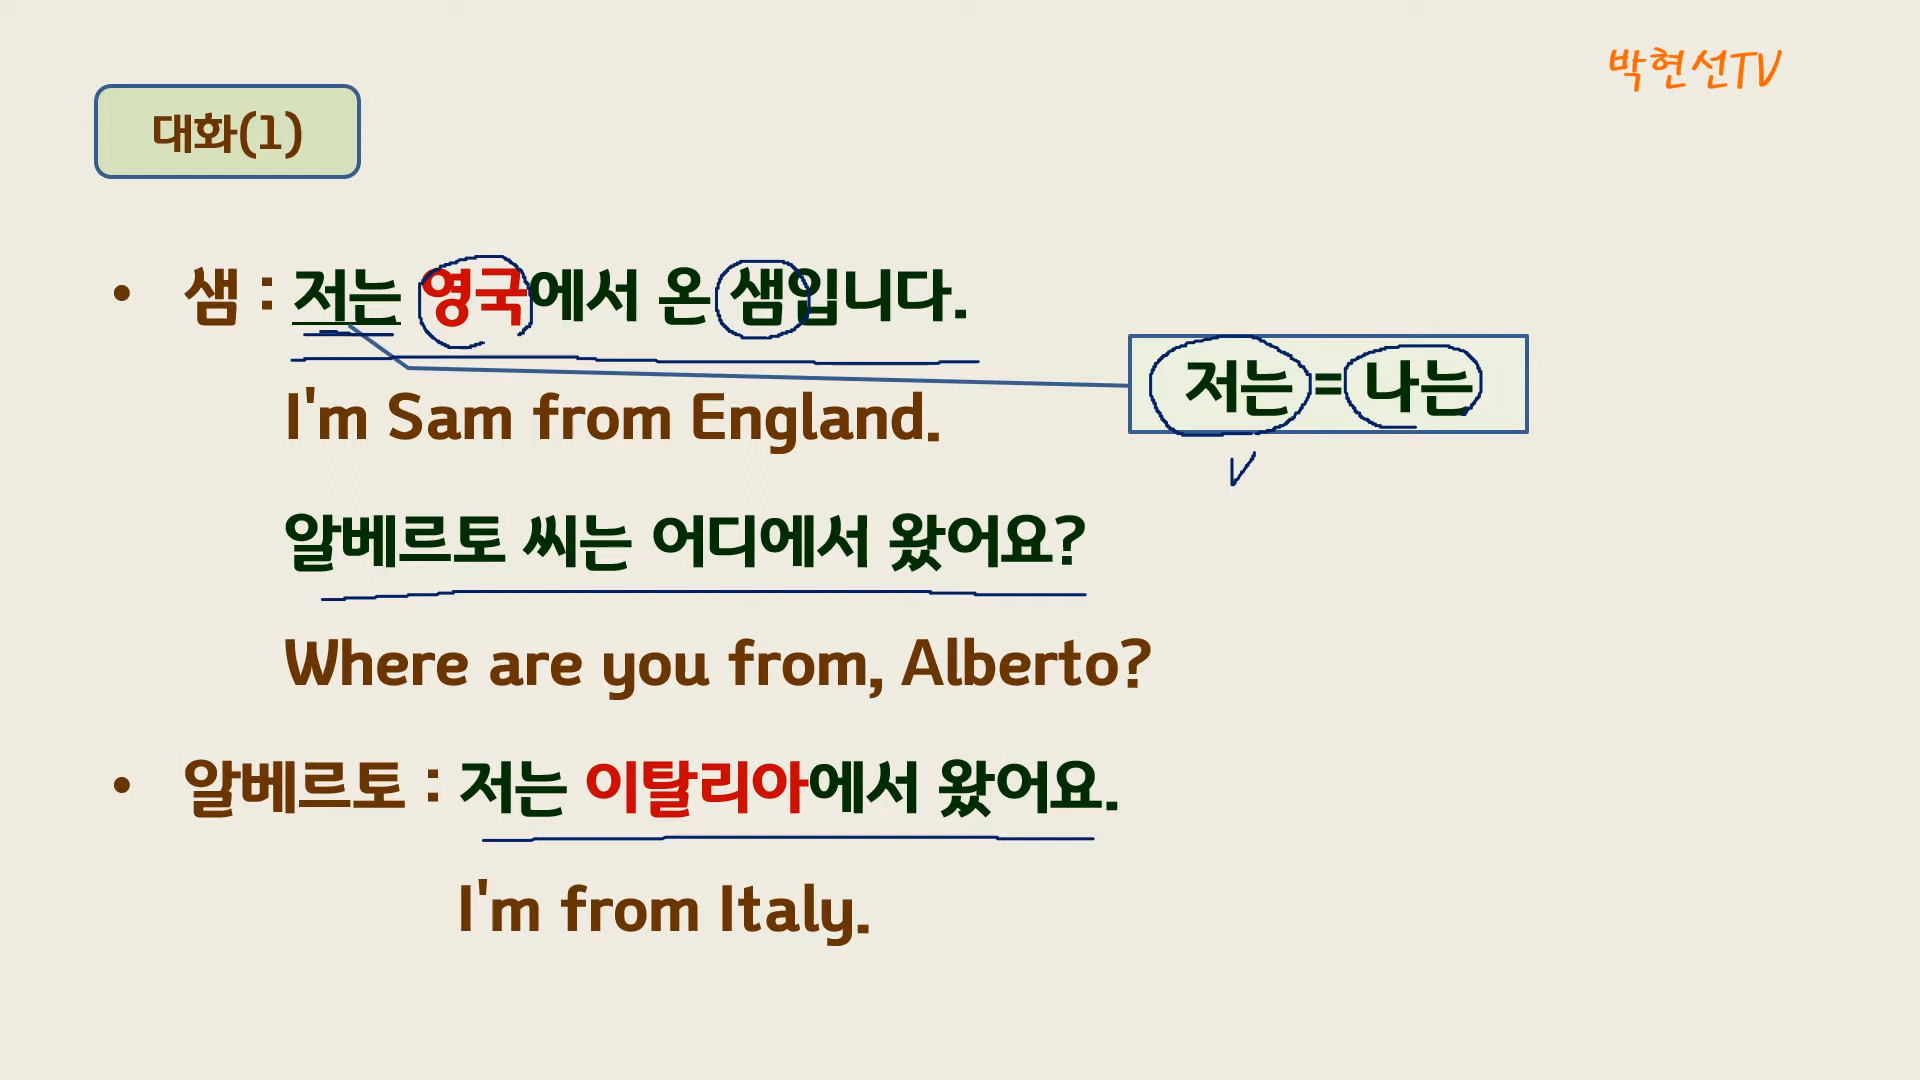 박현선TV
대화(1)
• 샘 : 저는 영국에서 온 샘입니다.
저는 = 나는
I'm Sam from England.
알베르토 씨는 어디에서 왔어요?
Where are you from, Alberto?
• 알베르토 : 저는 이탈리아에서 왔어요.
I'm from Italy.